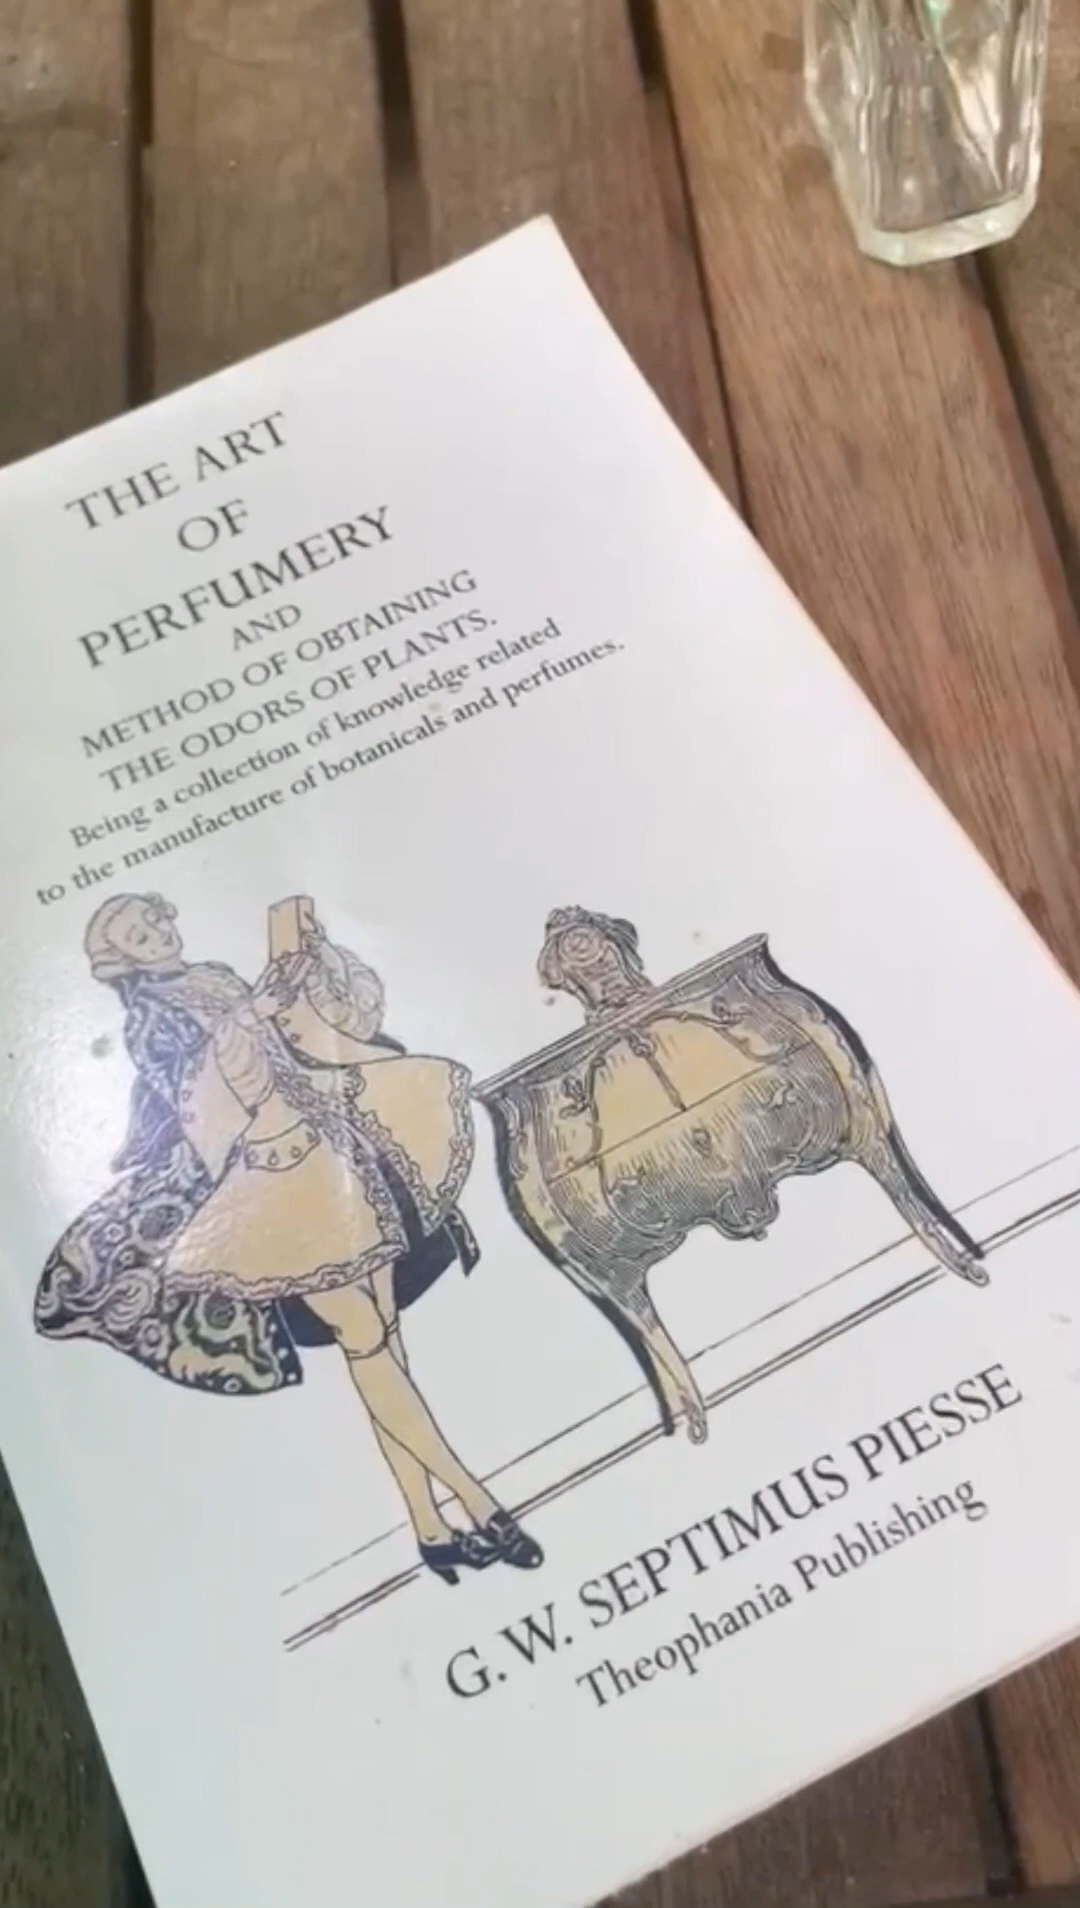 THE ART
OF
PERFUMERY
AND
METHOD OF OBTAINING
THE ODORS OF PLANTS.
Being a collection of knowledge related
to the manufacture of botanicals and perfumes.
G. W. SEPTIMUS PIESSE
Theophania Publishing